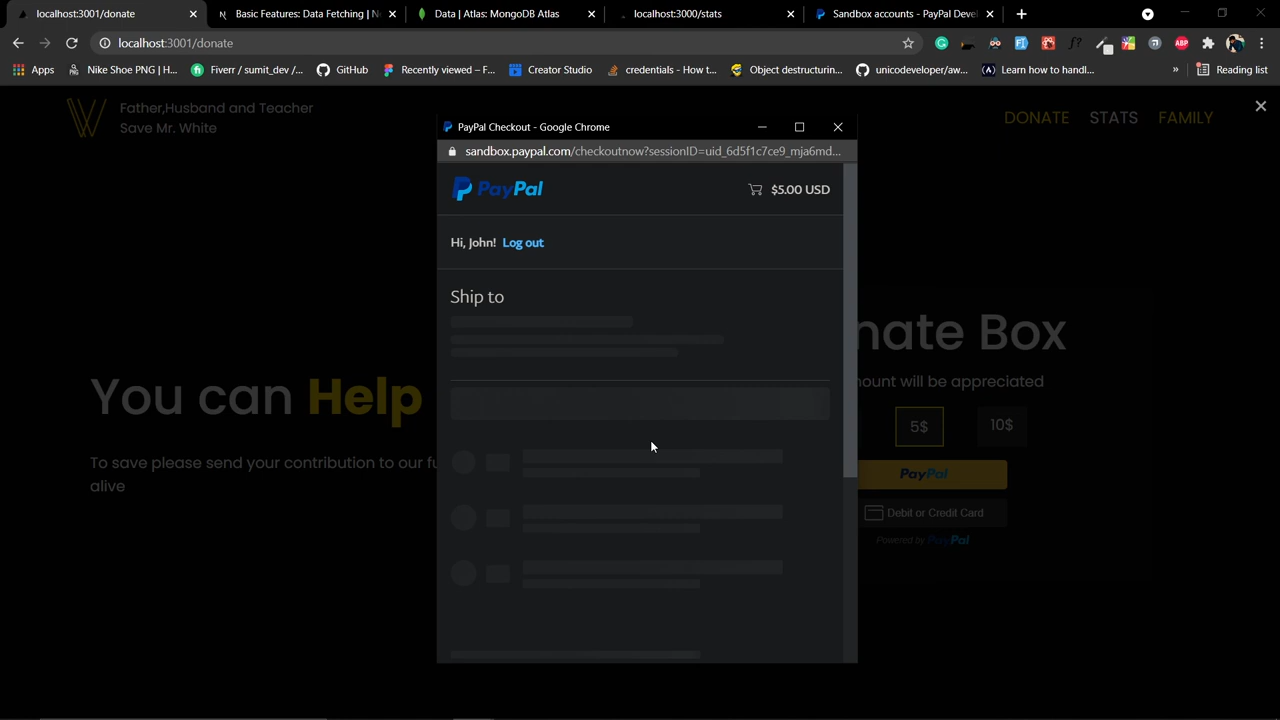 localhost:3001/donate
Basic Features: Data Fetching | N
Data | Atlas: MongoDB Atlas
localhost:3000/stats
Sandbox accounts - PayPal Devel
localhost:3001/donate
ABP
Apps
Nike Shoe PNG | H...
Fiverr / sumit_dev /...
GitHub
Recently viewed – F...
Creator Studio
credentials - How t...
Object destructurin...
unicodeveloper/aw...
Learn how to handl...
»
Reading list
Father,Husband and Teacher
Save Mr. White
DONATE STATS FAMILY
PayPal Checkout - Google Chrome
sandbox.paypal.com/checkoutnow?sessionID=uid_6d5f1c7ce9_mja6md...
PayPal
$5.00 USD
Hi, John! Log out
Ship to
You can Help
To save please send your contribution to our fu
alive
nate Box
ount will be appreciated
5$
10$
PayPal
Debit or Credit Card
Powered by PayPal